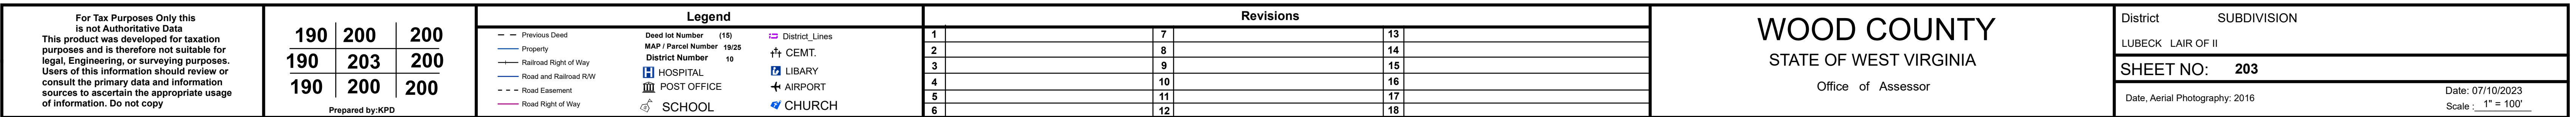 For Tax Purposes Only this
is not Authoritative Data
This product was developed for taxation
purposes and is therefore not suitable for
legal, Engineering, or surveying purposes.
Users of this information should review or
consult the primary data and information
sources to ascertain the appropriate usage
of information. Do not copy
190 200 200
190 203 200
190 200 200
Prepared by:KPD
Legend
Previous Deed
Property
Railroad Right of Way
Road and Railroad R/W
Road Easement
Road Right of Way
Deed lot Number (15)
MAP / Parcel Number 19/25
District Number 10
HOSPITAL
POST OFFICE
SCHOOL
District_Lines
CEMT.
LIBARY
AIRPORT
CHURCH
Revisions
1 7 13
2 8 14
3 9 15
4 10 16
5 11 17
6 12 18
WOOD COUNTY
STATE OF WEST VIRGINIA
Office of Assessor
District SUBDIVISION
LUBECK LAIR OF II
SHEET NO: 203
Date, Aerial Photography: 2016
Date: 07/10/2023
Scale : 1" = 100'